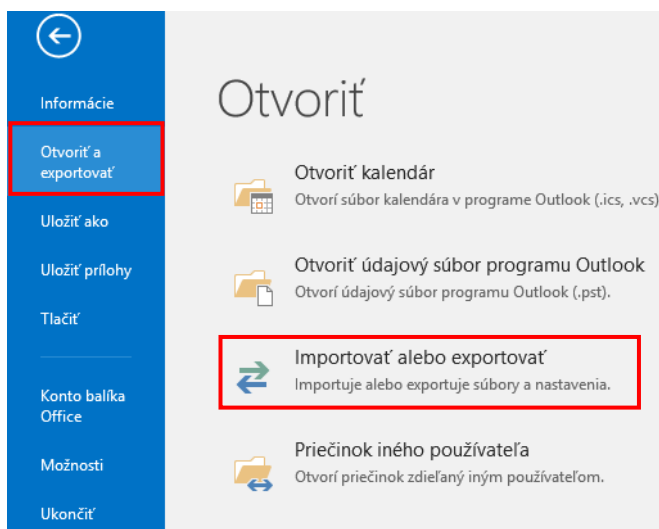 Informácie
Otvoriť a
exportovať
Uložiť ako
Uložiť prílohy
Tlačiť
Konto balíka
Office
Možnosti
Ukončiť
Otvoriť
Otvoriť kalendár
Otvorí súbor kalendára v programe Outlook (.ics, .vcs)
Otvoriť údajový súbor programu Outlook
Otvorí údajový súbor programu Outlook (.pst).
Importovať alebo exportovať
Importuje alebo exportuje súbory a nastavenia.
Priečinok iného používateľa
Otvorí priečinok zdieľaný iným používateľom.